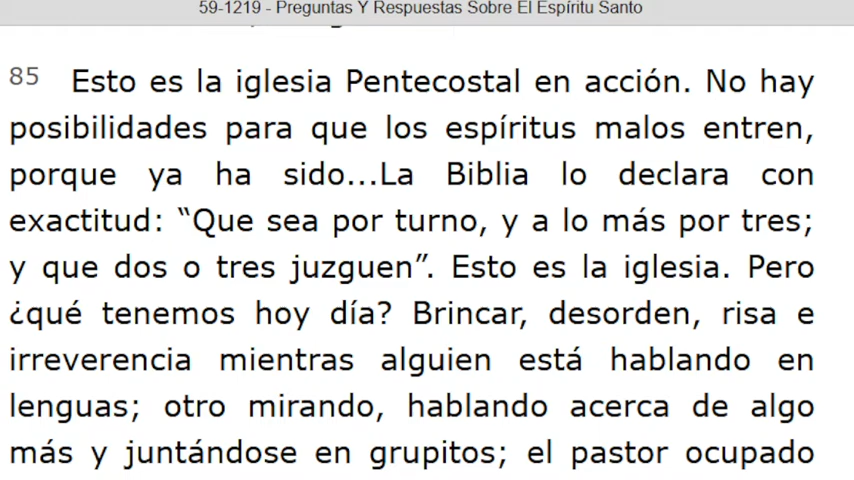 59-1219 - Preguntas Y Respuestas Sobre El Espíritu Santo
85 Esto es la iglesia Pentecostal en acción. No hay
posibilidades para que los espíritus malos entren,
porque ya ha sido...La Biblia lo declara con
exactitud: “Que sea por turno, y a lo más por tres;
y que dos o tres juzguen”. Esto es la iglesia. Pero
¿qué tenemos hoy día? Brincar, desorden, risa e
irreverencia mientras alguien está hablando en
lenguas; otro mirando, hablando acerca de algo
más y juntándose en grupitos; el pastor ocupado